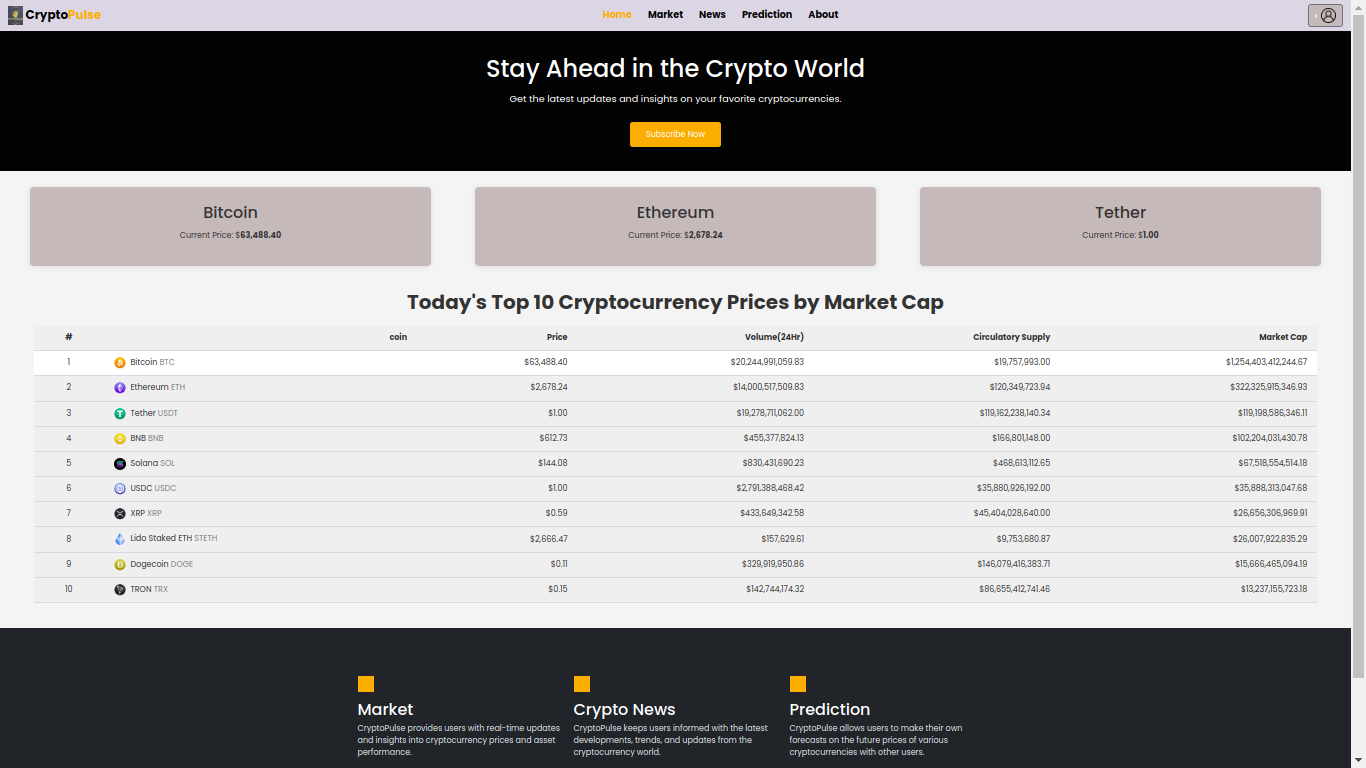 CryptoPulse Home Market News Prediction About
Stay Ahead in the Crypto World
Get the latest updates and insights on your favorite cryptocurrencies.
Subscribe Now
Bitcoin
Current Price: $63,488.40
Ethereum
Current Price: $2,678.24
Tether
Current Price: $1.00
Today's Top 10 Cryptocurrency Prices by Market Cap
# coin Price Volume(24Hr) Circulatory Supply Market Cap
1 Bitcoin BTC $63,488.40 $20,244,991,059.83 $19,757,993.00 $1,254,403,412,244.67
2 Ethereum ETH $2,678.24 $14,000,517,509.83 $120,349,723.94 $322,325,915,346.93
3 Tether USDT $1.00 $19,278,711,062.00 $119,162,238,140.34 $119,198,586,346.11
4 BNB BNB $612.73 $455,377,824.13 $166,801,148.00 $102,204,031,430.78
5 Solana SOL $144.08 $830,431,690.23 $468,613,112.65 $67,518,554,514.18
6 USDC USDC $1.00 $2,791,388,468.42 $35,880,926,192.00 $35,888,313,047.68
7 XRP XRP $0.59 $433,649,342.58 $45,404,028,640.00 $26,656,306,969.91
8 Lido Staked ETH STETH $2,666.47 $157,629.61 $9,753,680.87 $26,007,922,835.29
9 Dogecoin DOGE $0.11 $329,919,950.86 $146,079,416,383.71 $15,666,465,094.19
10 TRON TRX $0.15 $142,744,174.32 $86,655,412,741.46 $13,237,155,723.18
Market
CryptoPulse provides users with real-time updates
and insights into cryptocurrency prices and asset
performance.
Crypto News
CryptoPulse keeps users informed with the latest
developments, trends, and updates from the
cryptocurrency world.
Prediction
CryptoPulse allows users to make their own
forecasts on the future prices of various
cryptocurrencies with other users.